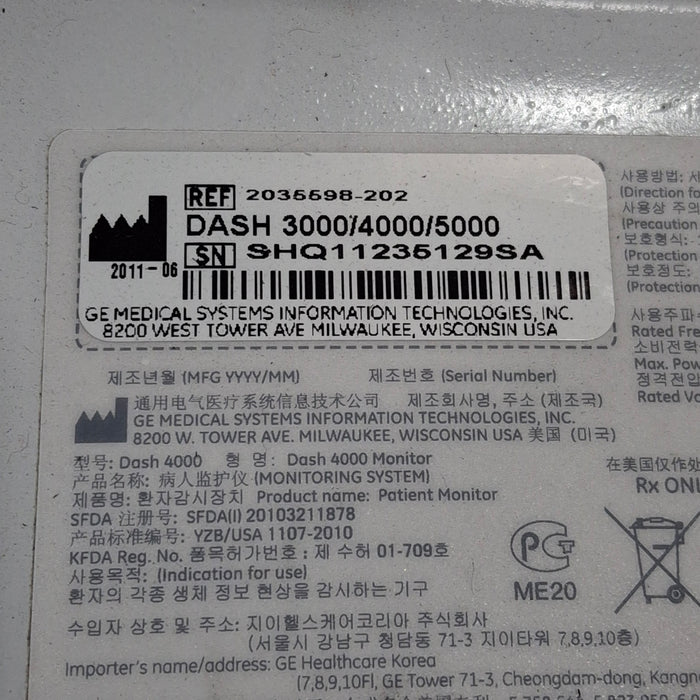 REF 2035598-202
DASH 3000/4000/5000
SN SHQ11235129SA
2011-06
GE MEDICAL SYSTEMS INFORMATION TECHNOLOGIES, INC.
8200 WEST TOWER AVE MILWAUKEE, WISCONSIN USA
사용방법: 서
(Direction fo
사용상 주의
(Precaution
보호형식:
(Protection
보호정도:
(Protection
사용주파수
Rated Fre
소비전력
Max. Pow
정격전압
Rated Vo
제조년월 (MFG YYYY/MM) 제조번호 (Serial Number)
通用电气医疗系统信息技术公司 제조회사명, 주소 (제조국)
GE MEDICAL SYSTEMS INFORMATION TECHNOLOGIES, INC.
8200 W. TOWER AVE. MILWAUKEE, WISCONSIN USA 美国 (미국)
型号: Dash 4000 형 명: Dash 4000 Monitor
产品名称: 病人监护仪 (MONITORING SYSTEM)
제품명: 환자감시장치 Product name: Patient Monitor
SFDA 注册号: SFDA(I) 20103211878
产品标准编号: YZB/USA 1107-2010
KFDA Reg. No. 품목허가번호 : 제 수허 01-709호
사용목적: (Indication for use)
환자의 각종 생체 정보 현상을 감시하는 기구
在美国仅作处
Rx ONL
ME20
수입자 상호 및 주소: 지이헬스케어코리아 주식회사
(서울시 강남구 청담동 71-3 지이타워 7,8,9,10층)
Importer's name/address: GE Healthcare Korea
(7,8,9,10Fl, GE Tower 71-3, Cheongdam-dong, Kangn